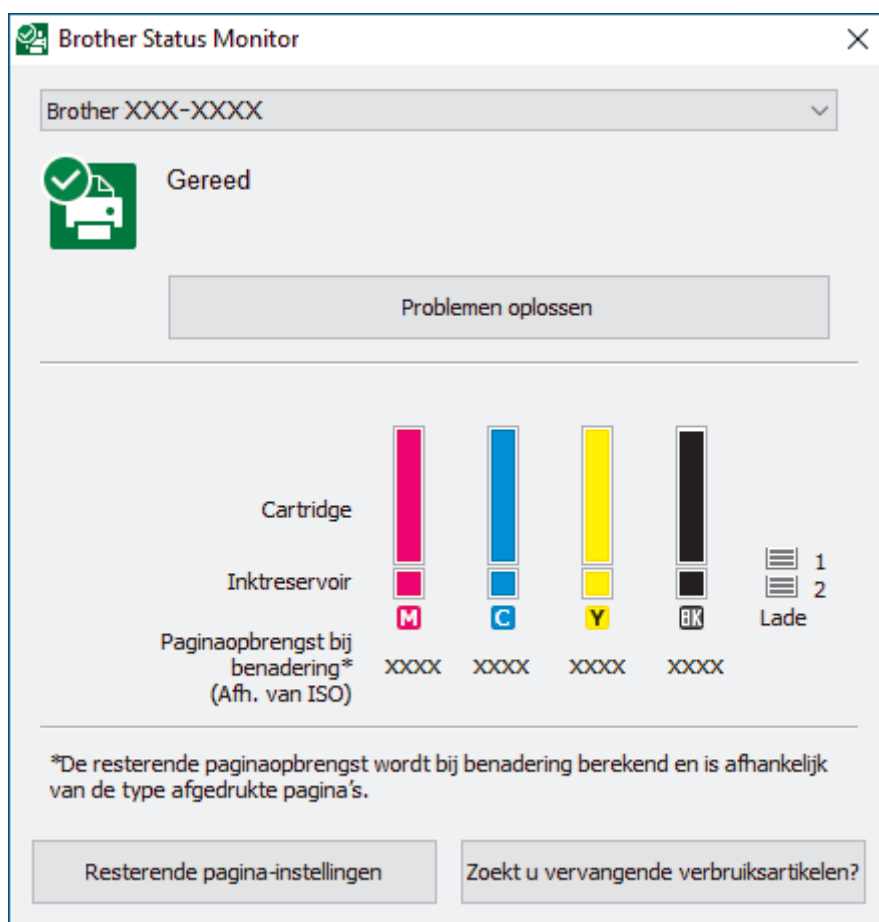 Brother Status Monitor
Brother XXX-XXXX
Gereed
Problemen oplossen
Cartridge
Inktreservoir
M C Y BK
1
2
Lade
Paginaopbrengst bij
benadering*
(Afh. van ISO)
XXXX XXXX XXXX XXXX
*De resterende paginaopbrengst wordt bij benadering berekend en is afhankelijk
van de type afgedrukte pagina's.
Resterende pagina-instellingen
Zoekt u vervangende verbruiksartikelen?